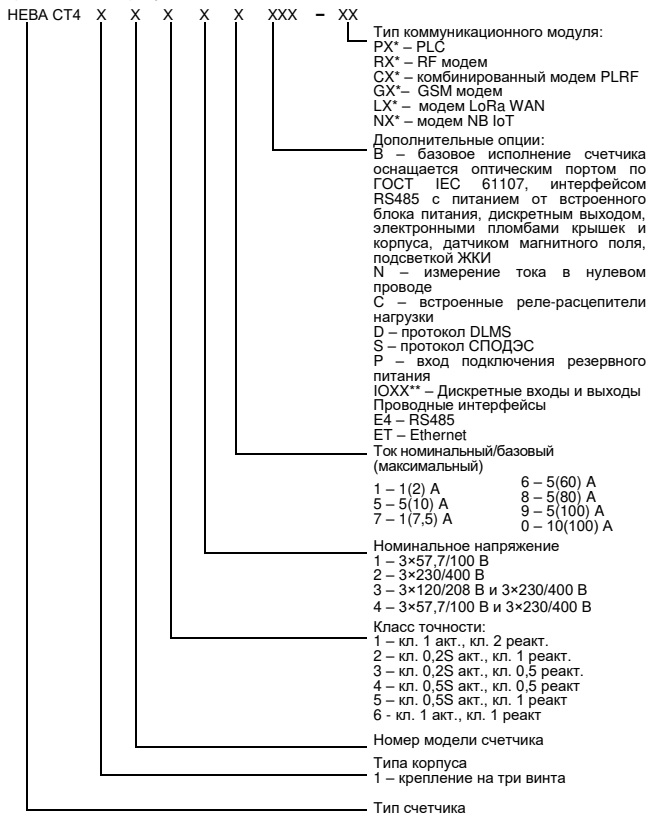 НЕВА СТ4 X X X X X XXX – XX
Тип коммуникационного модуля:
PX* – PLC
RX* – RF модем
CX* – комбинированный модем PLRF
GX*– GSM модем
LX* – модем LoRa WAN
NX* – модем NB IoT
Дополнительные опции:
B – базовое исполнение счетчика
оснащается оптическим портом по
ГОСТ IEC 61107, интерфейсом
RS485 с питанием от встроенного
блока питания, дискретным выходом,
электронными пломбами крышек и
корпуса, датчиком магнитного поля,
подсветкой ЖКИ
N – измерение тока в нулевом
проводе
C – встроенные реле-расцепители
нагрузки
D – протокол DLMS
S – протокол СПОДЭС
P – вход подключения резервного
питания
IOXX** – Дискретные входы и выходы
Проводные интерфейсы
E4 – RS485
ET – Ethernet
Ток номинальный/базовый
(максимальный)
1 – 1(2) А
5 – 5(10) А
7 – 1(7,5) А
6 – 5(60) А
8 – 5(80) А
9 – 5(100) А
0 – 10(100) А
Номинальное напряжение
1 – 3×57,7/100 В
2 – 3×230/400 В
3 – 3×120/208 В и 3×230/400 В
4 – 3×57,7/100 В и 3×230/400 В
Класс точности:
1 – кл. 1 акт., кл. 2 реакт.
2 – кл. 0,2S акт., кл. 1 реакт.
3 – кл. 0,2S акт., кл. 0,5 реакт.
4 – кл. 0,5S акт., кл. 0,5 реакт
5 – кл. 0,5S акт., кл. 1 реакт
6 - кл. 1 акт., кл. 1 реакт
Номер модели счетчика
Типа корпуса
1 – крепление на три винта
Тип счетчика